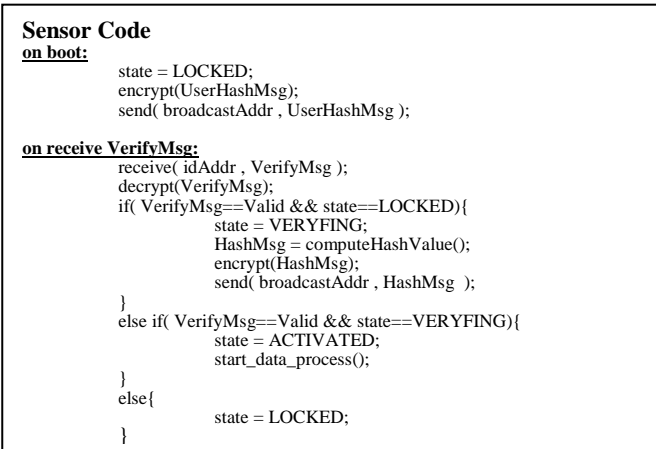 Sensor Code
on boot:
state = LOCKED;
encrypt(UserHashMsg);
send( broadcastAddr , UserHashMsg );
on receive VerifyMsg:
receive( idAddr , VerifyMsg );
decrypt(VerifyMsg);
if( VerifyMsg==Valid && state==LOCKED){
state = VERYFING;
HashMsg = computeHashValue();
encrypt(HashMsg);
send( broadcastAddr , HashMsg );
}
else if( VerifyMsg==Valid && state==VERYFING){
state = ACTIVATED;
start_data_process();
}
else{
state = LOCKED;
}